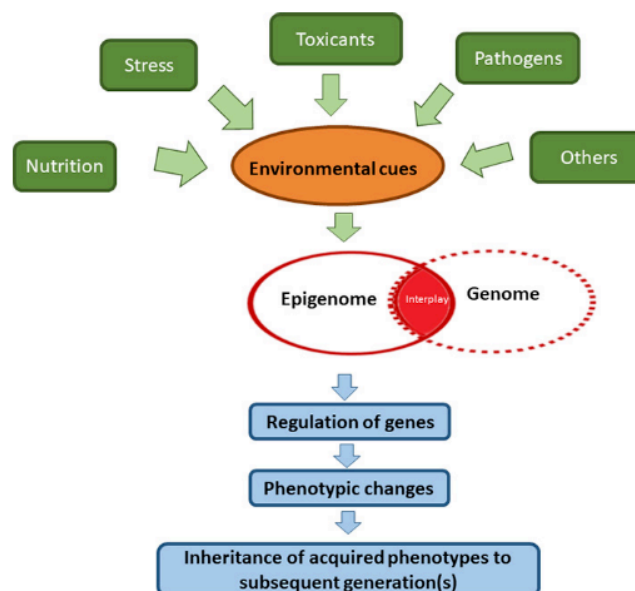 Toxicants
Stress
Pathogens
Nutrition
Others
Environmental cues
Epigenome
Interplay
Genome
Regulation of genes
Phenotypic changes
Inheritance of acquired phenotypes to
subsequent generation(s)